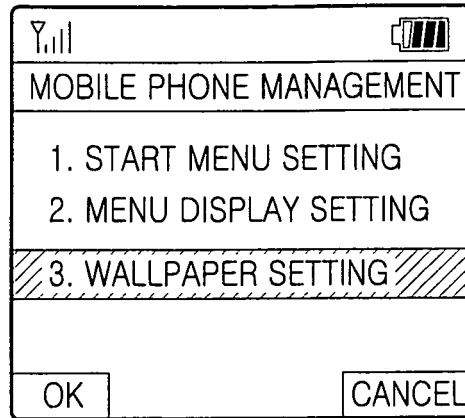 MOBILE PHONE MANAGEMENT
1. START MENU SETTING
2. MENU DISPLAY SETTING
3. WALLPAPER SETTING
OK CANCEL